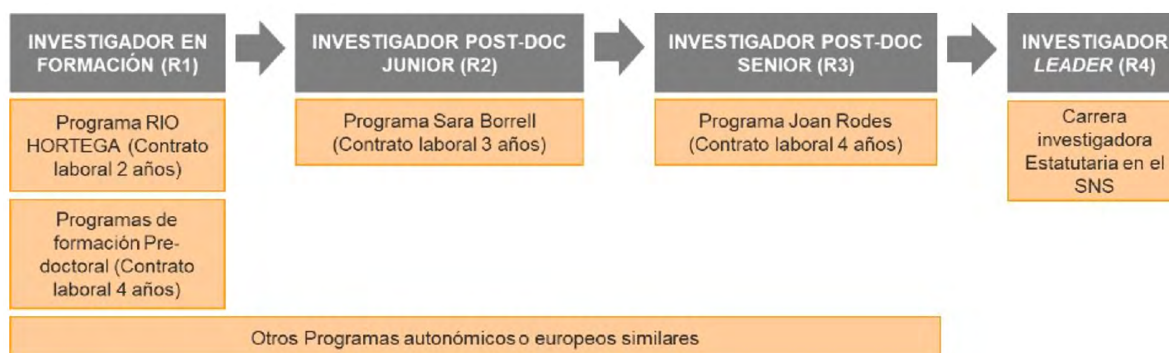 INVESTIGADOR EN
FORMACIÓN (R1)
INVESTIGADOR POST-DOC
JUNIOR (R2)
INVESTIGADOR POST-DOC
SENIOR (R3)
INVESTIGADOR
LEADER (R4)
Programa RIO
HORTEGA (Contrato
laboral 2 años)
Programa Sara Borrell
(Contrato laboral 3 años)
Programa Joan Rodes
(Contrato laboral 4 años)
Carrera
investigadora
Estatutaria en el
SNS
Programas de
formación Pre-
doctoral (Contrato
laboral 4 años)
Otros Programas autonómicos o europeos similares